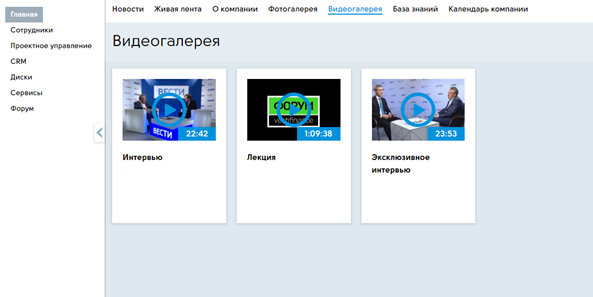 Главная
Сотрудники
Проектное управление
CRM
Диски
Сервисы
Форум
Новости Живая лента О компании Фотогалерея Видеогалерея База знаний Календарь компании
Видеогалерея
ВЕСТИ
ВЕСТИ
22:42
Интервью
ФОРУМ
vestifinance
1:09:38
Лекция
23:53
Эксклюзивное
интервью